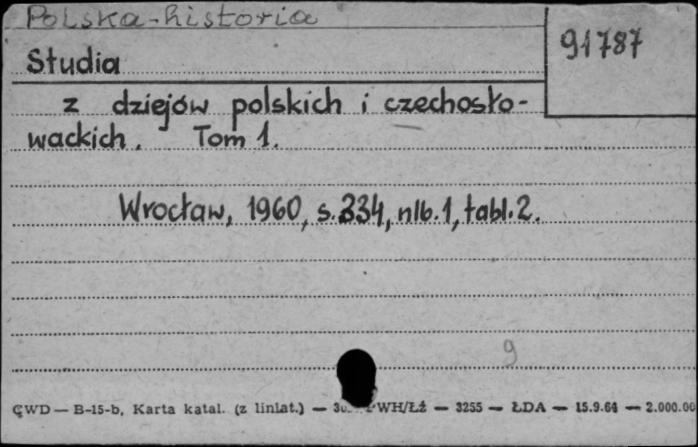 Polska-historia
91787
Studia
z dziejów polskich i czechosło-
wackich. Tom 1.
Wrocław, 1960, s. 334, nlb. 1, tabl. 2.
9
CWD — B-15-b, Karta katal. (z liniat.) — WH/Łź — 3255 — ŁDA — 15.9.64 — 2.000.00